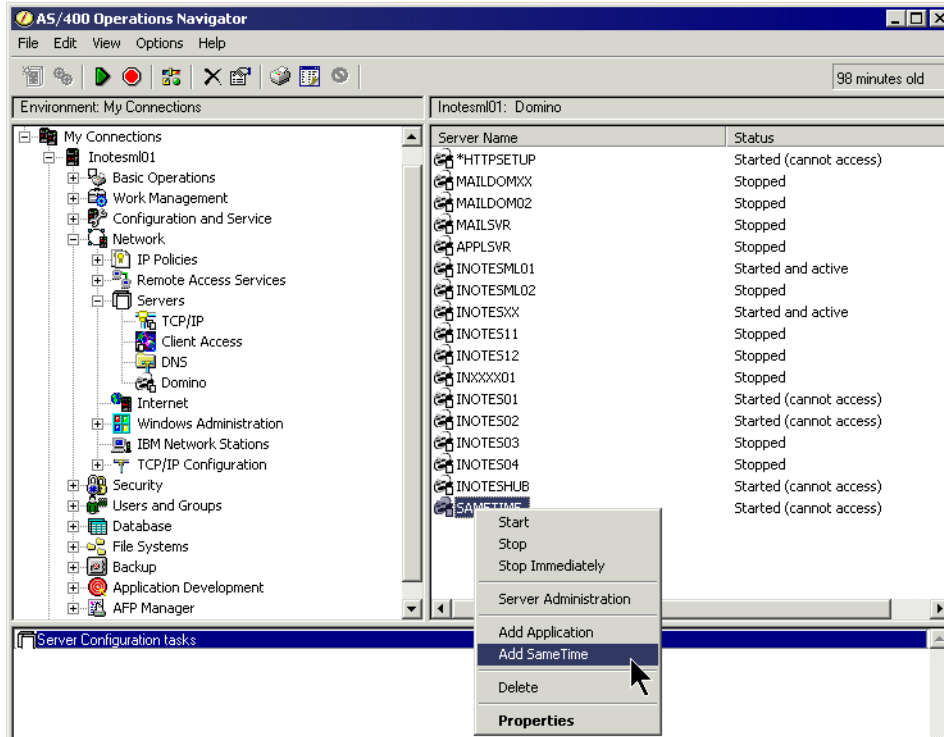 AS/400 Operations Navigator
File Edit View Options Help
98 minutes old
Environment: My Connections
Inotesml01: Domino
My Connections
Inotesml01
Basic Operations
Work Management
Configuration and Service
Network
IP Policies
Remote Access Services
Servers
TCP/IP
Client Access
DNS
Domino
Internet
Windows Administration
IBM Network Stations
TCP/IP Configuration
Security
Users and Groups
Database
File Systems
Backup
Application Development
AFP Manager
Server Name Status
*HTTPSETUP Started (cannot access)
MAILDOMXX Stopped
MAILDOM02 Stopped
MAILSVR Stopped
APPLSVR Stopped
INOTESML01 Started and active
INOTESML02 Stopped
INOTESXX Started and active
INOTES11 Stopped
INOTES12 Stopped
INXXXX01 Stopped
INOTES01 Started (cannot access)
INOTES02 Started (cannot access)
INOTES03 Stopped
INOTES04 Stopped
INOTESHUB Started (cannot access)
SAMETIME Started (cannot access)
Start
Stop
Stop Immediately
Server Administration
Add Application
Add SameTime
Delete
Properties
Server Configuration tasks